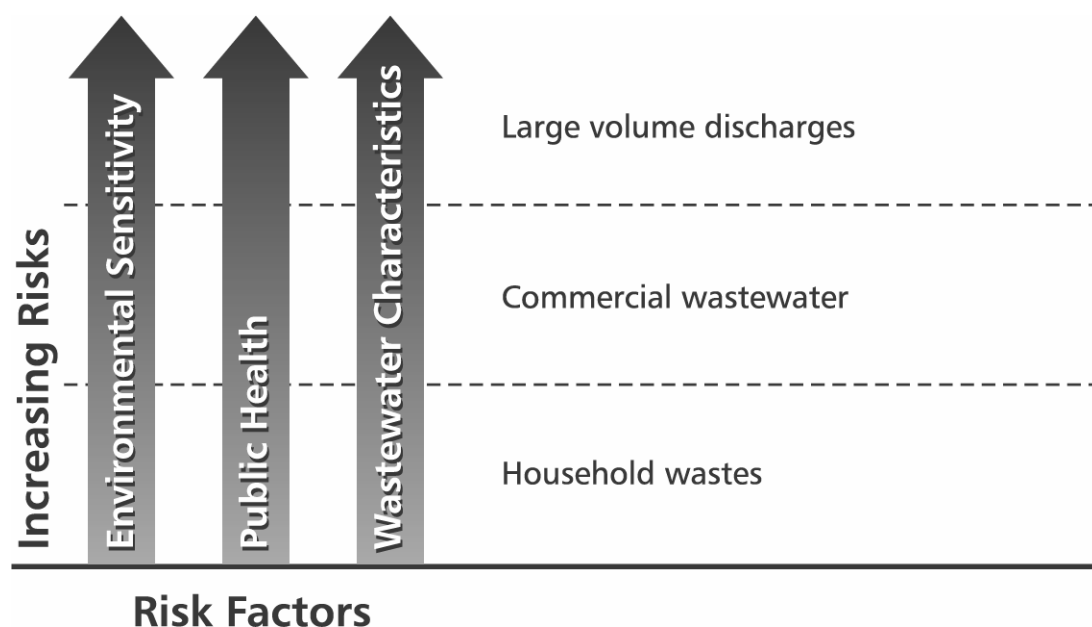 Increasing Risks
Environmental Sensitivity
Public Health
Wastewater Characteristics
Large volume discharges
Commercial wastewater
Household wastes
Risk Factors